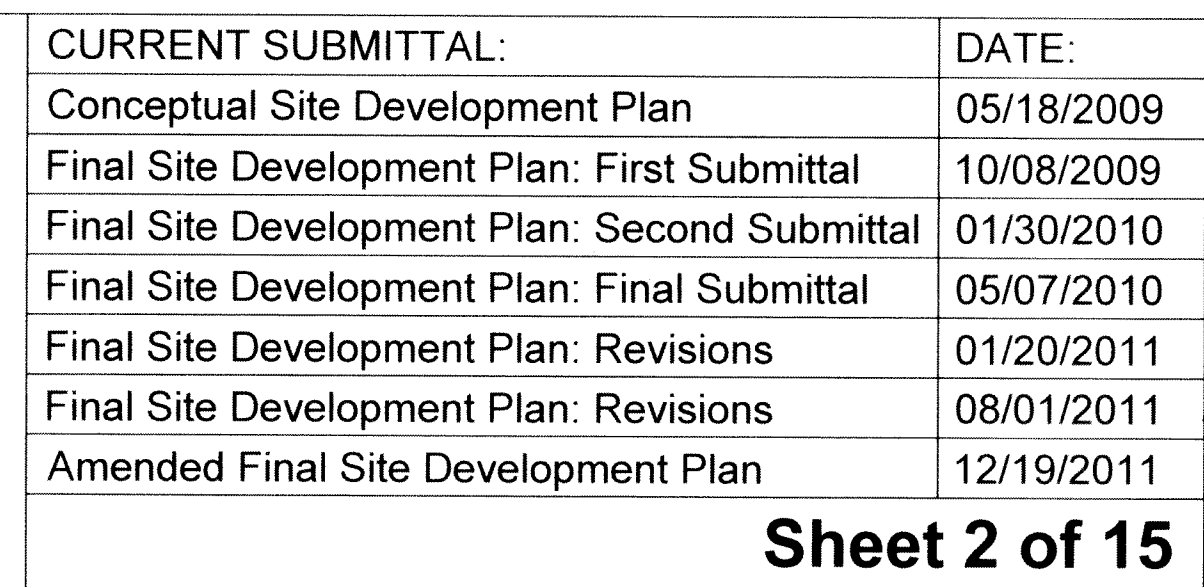 CURRENT SUBMITTAL: DATE:
Conceptual Site Development Plan 05/18/2009
Final Site Development Plan: First Submittal 10/08/2009
Final Site Development Plan: Second Submittal 01/30/2010
Final Site Development Plan: Final Submittal 05/07/2010
Final Site Development Plan: Revisions 01/20/2011
Final Site Development Plan: Revisions 08/01/2011
Amended Final Site Development Plan 12/19/2011
Sheet 2 of 15